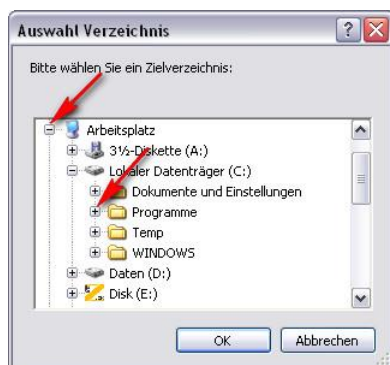 Auswahl Verzeichnis
Bitte wählen Sie ein Zielverzeichnis:
Arbeitsplatz
3½-Diskette (A:)
Lokaler Datenträger (C:)
Dokumente und Einstellungen
Programme
Temp
WINDOWS
Daten (D:)
Disk (E:)
OK
Abbrechen